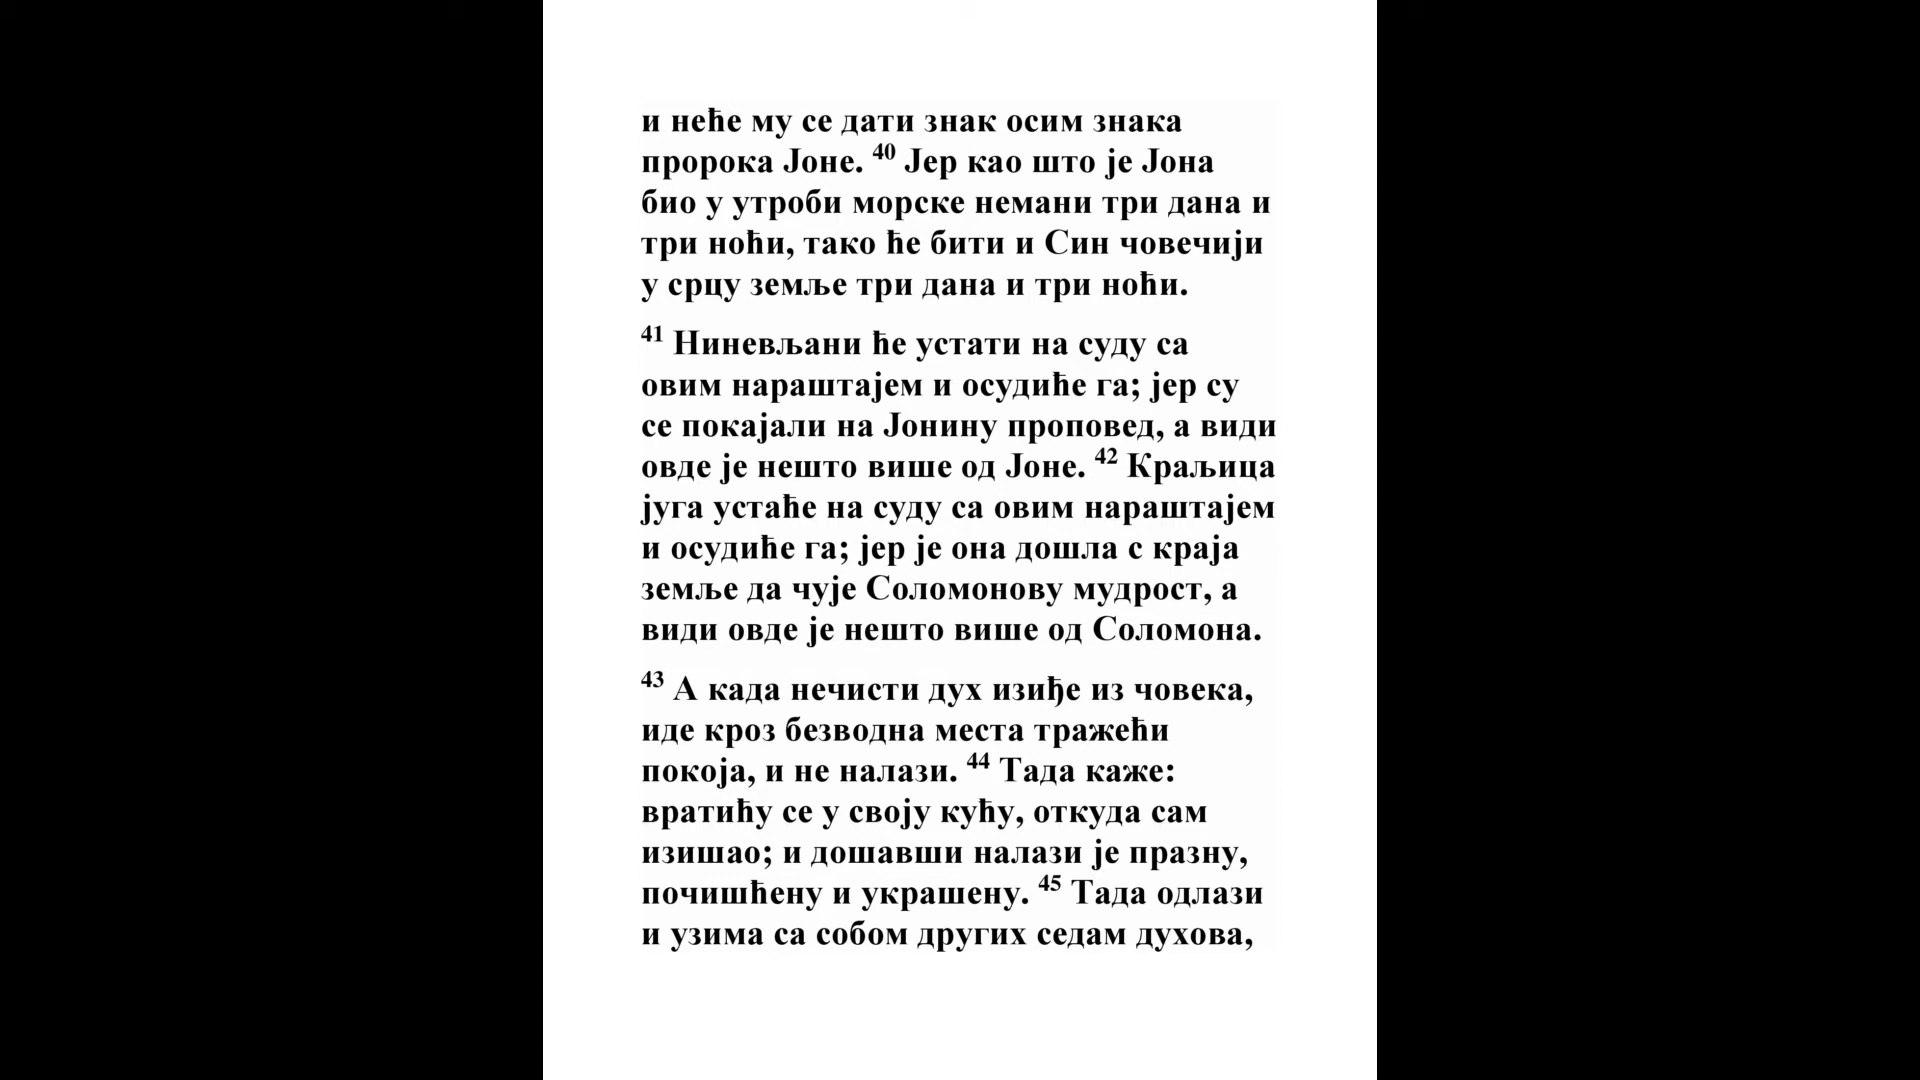 и неће му се дати знак осим знака
пророка Јоне. 40 Јер као што је Јона
био у утроби морске немани три дана и
три ноћи, тако ће бити и Син човечији
у срцу земље три дана и три ноћи.
41 Ниневљани ће устати на суду са
овим нараштајем и осудиће га; јер су
се покајали на Јонину проповед, а види
овде је нешто више од Јоне. 42 Краљица
југа устаће на суду са овим нараштајем
и осудиће га; јер је она дошла с краја
земље да чује Соломонову мудрост, а
види овде је нешто више од Соломона.
43 А када нечисти дух изиђе из човека,
иде кроз безводна места тражећи
покоја, и не налази. 44 Тада каже:
вратићу се у своју кућу, откуда сам
изишао; и дошавши налази је празну,
почишћену и украшену. 45 Тада одлази
и узима са собом других седам духова,